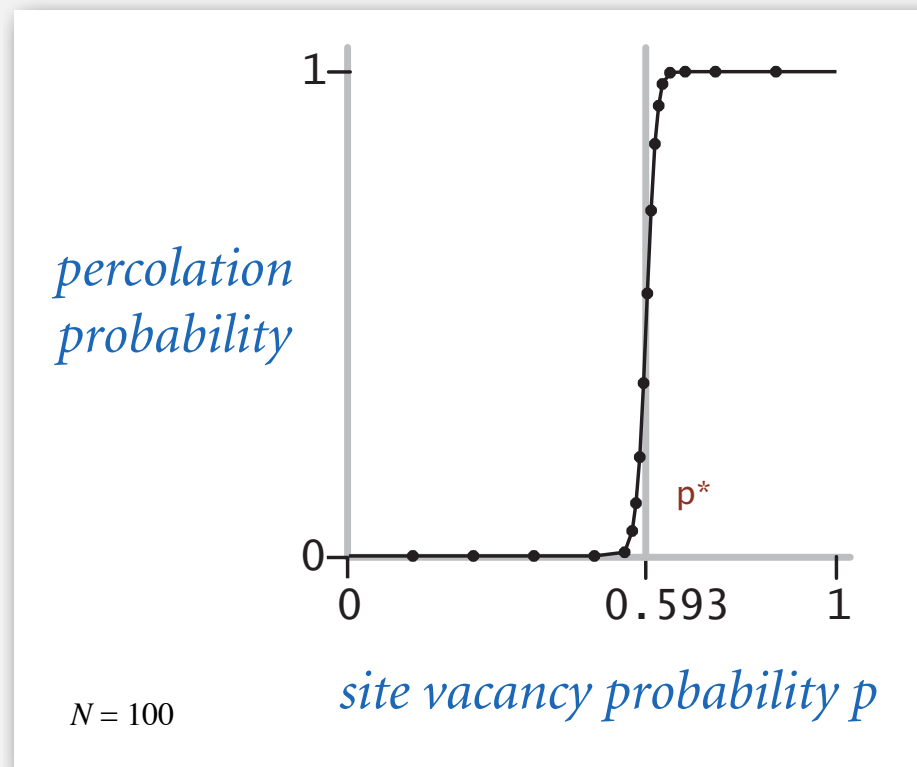 1
percolation
probability
p*
0
0
0.593
1
site vacancy probability p
N = 100